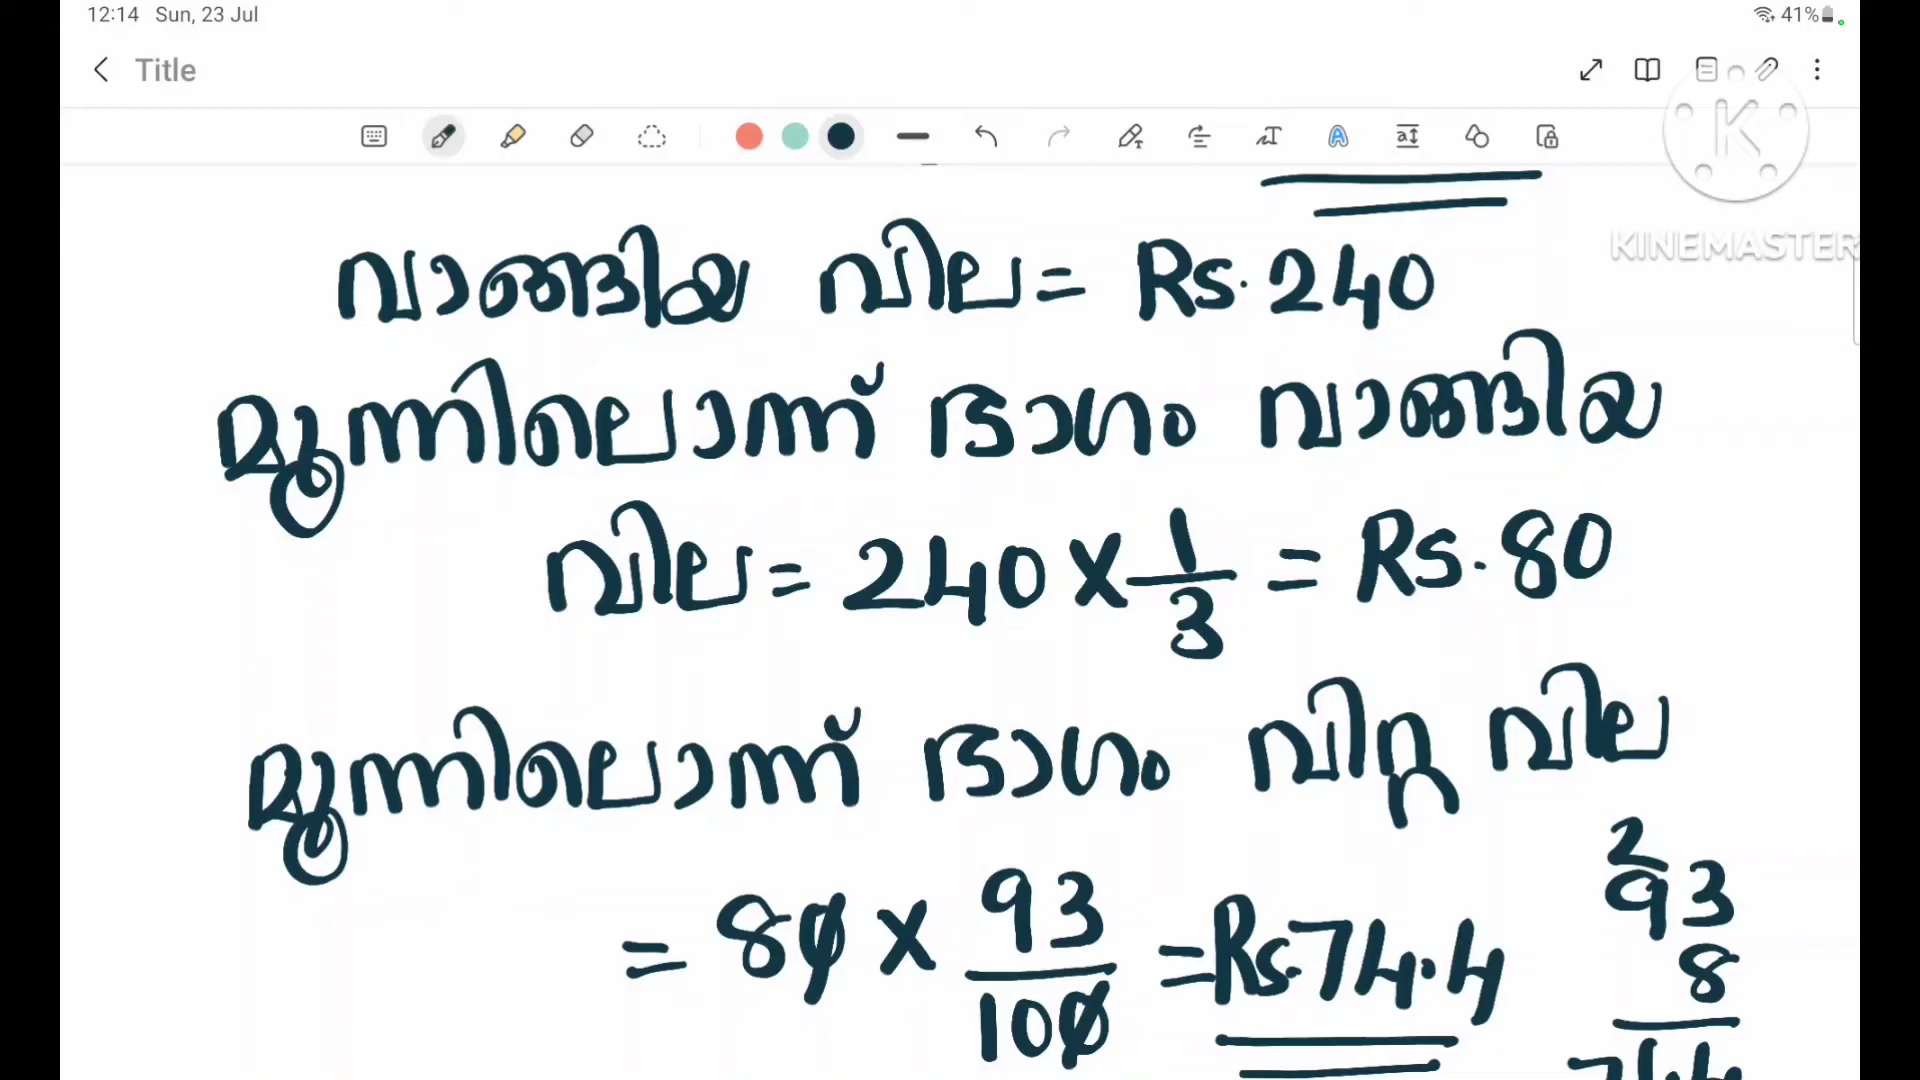 12:14 Sun, 23 Jul 41%
Title
KINEMASTER
വാങ്ങിയ വില = Rs. 240
മൂന്നിലൊന്ന് ഭാഗം വാങ്ങിയ
വില = 240 × 1/3 = Rs. 80
മൂന്നിലൊന്ന് ഭാഗം വിറ്റ വില
= 80 × 93/100 = Rs. 74.4
2
93
8
744